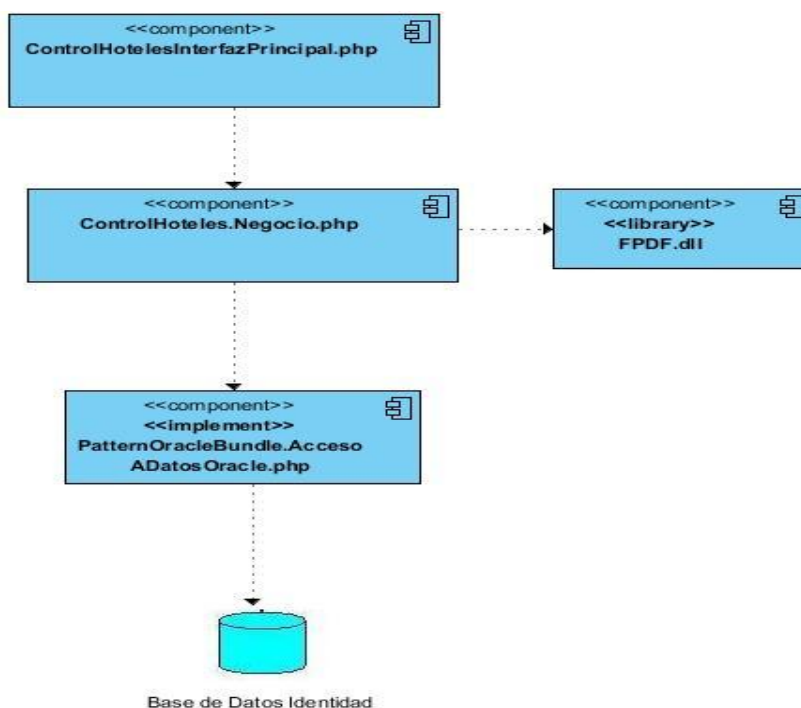 <<component>>
ControlHotelesInterfazPrincipal.php
<<component>>
ControlHoteles.Negocio.php
<<component>>
<<library>>
FPDF.dll
<<component>>
<<implement>>
PatternOracleBundle.Acceso
ADatosOracle.php
Base de Datos Identidad